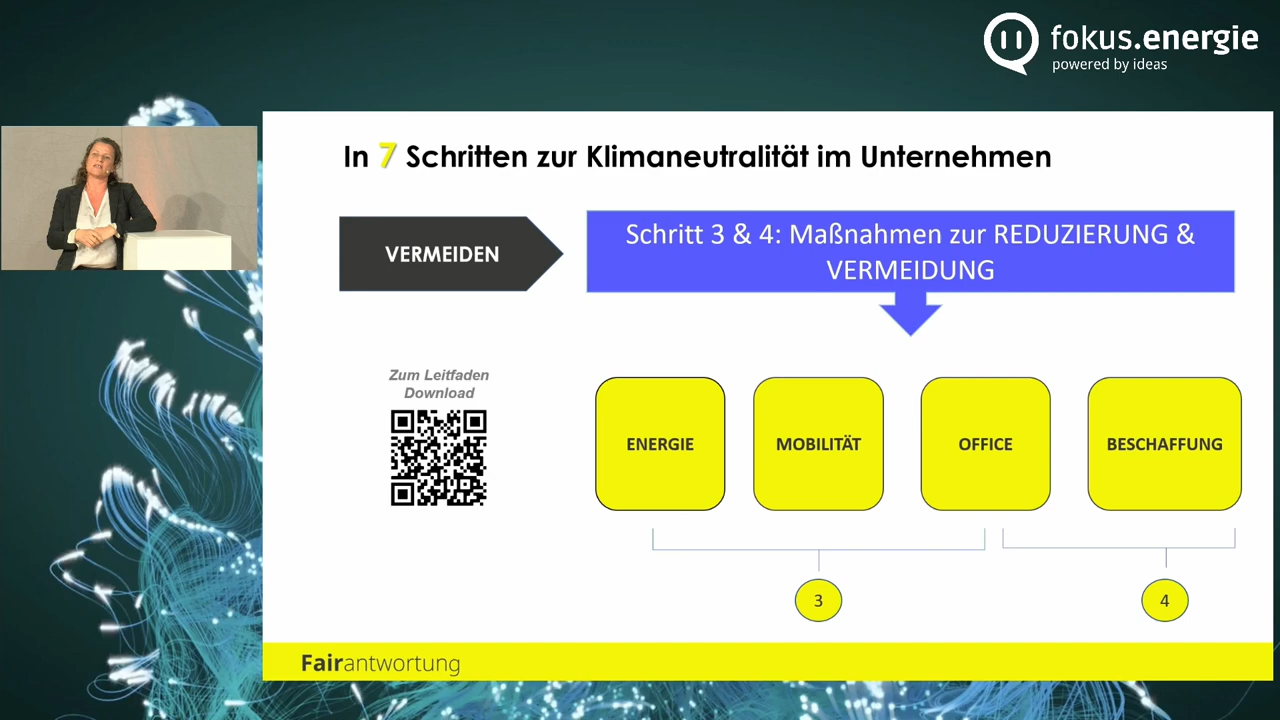 fokus.energie
powered by ideas
In 7 Schritten zur Klimaneutralität im Unternehmen
VERMEIDEN
Schritt 3 & 4: Maßnahmen zur REDUZIERUNG &
VERMEIDUNG
Zum Leitfaden
Download
ENERGIE
MOBILITÄT
OFFICE
BESCHAFFUNG
3
4
Fairantwortung